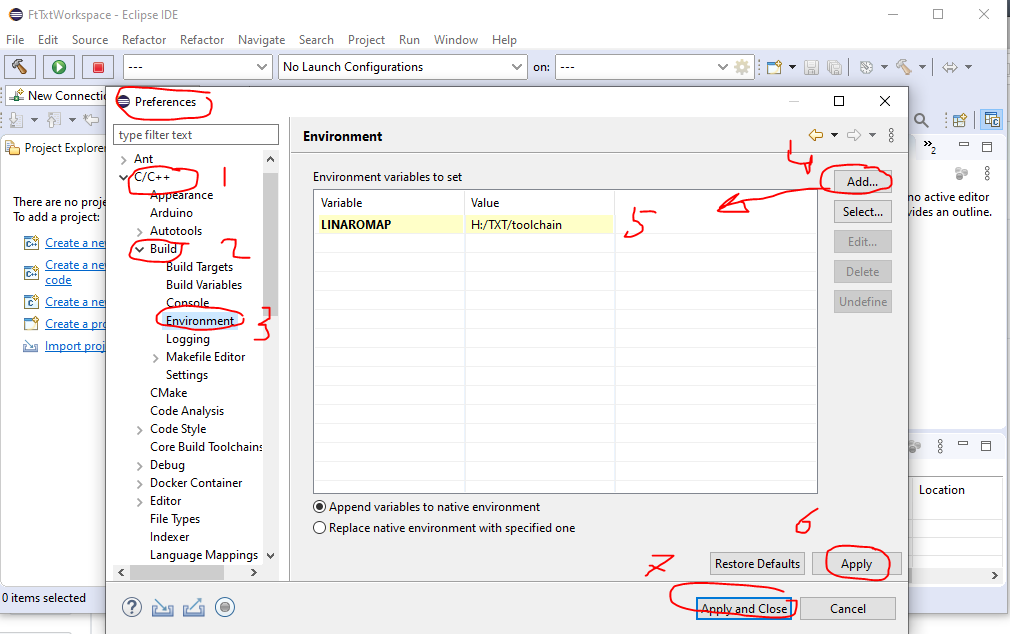 FtTxtWorkspace - Eclipse IDE
File Edit Source Refactor Refactor Navigate Search Project Run Window Help
--- No Launch Configurations on: ---
New Connectio
Preferences
type filter text
Environment
Project Explorer
2
Ant
C/C++ 1
Appearance
Arduino
Autotools
Build 2
Build Targets
Build Variables
Console
Environment 3
Logging
Makefile Editor
Settings
CMake
Code Analysis
Code Style
Core Build Toolchains
Debug
Docker Container
Editor
File Types
Indexer
Language Mappings
There are no proje
To add a project:
Create a ne
Create a ne
code
Create a ne
Create a pro
Import proj
Environment variables to set
Variable Value
LINAROMAP H:/TXT/toolchain 5
4
Add...
Select...
Edit...
Delete
Undefine
no active editor
vides an outline.
Location
Append variables to native environment
Replace native environment with specified one
6
Restore Defaults Apply
7
Apply and Close Cancel
0 items selected